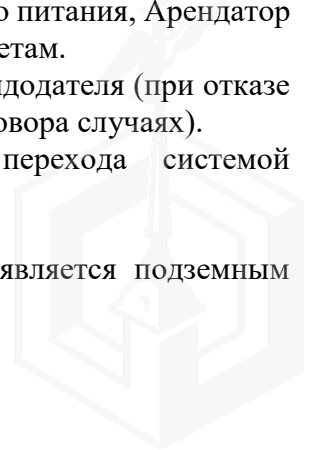 о питания, Арендатор
етам.
ндодателя (при отказе
овора случаях).
перехода системой
является подземным